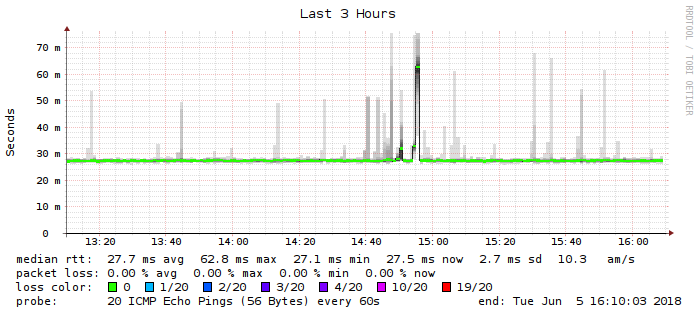 Last 3 Hours
RRDTOOL / TOBI OETIKER
Seconds
70 m
60 m
50 m
40 m
30 m
20 m
10 m
0
13:20 13:40 14:00 14:20 14:40 15:00 15:20 15:40 16:00
median rtt: 27.7 ms avg 62.8 ms max 27.1 ms min 27.5 ms now 2.7 ms sd 10.3 am/s
packet loss: 0.00 % avg 0.00 % max 0.00 % min 0.00 % now
loss color: 0 1/20 2/20 3/20 4/20 10/20 19/20
probe: 20 ICMP Echo Pings (56 Bytes) every 60s end: Tue Jun 5 16:10:03 2018